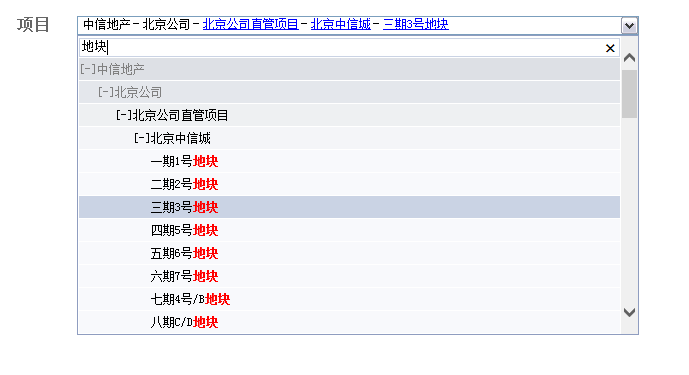 项目 中信地产-北京公司-北京公司直管项目-北京中信城-三期3号地块
地块
[-]中信地产
[-]北京公司
[-]北京公司直管项目
[-]北京中信城
一期1号地块
二期2号地块
三期3号地块
四期5号地块
五期6号地块
六期7号地块
七期4号/B地块
八期C/D地块